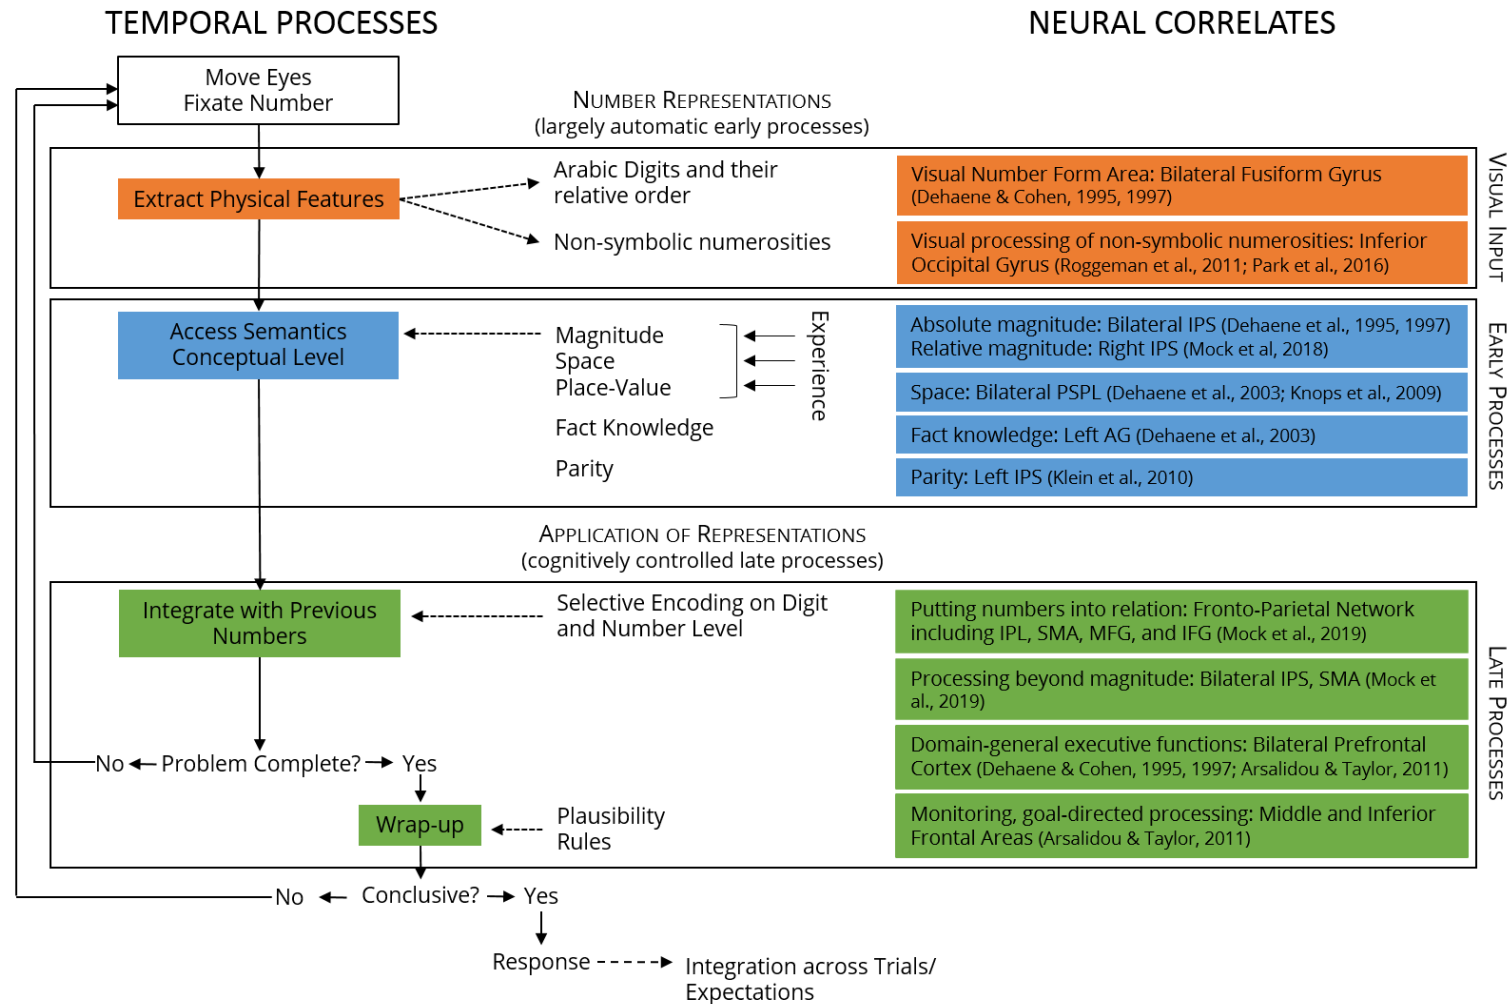 TEMPORAL PROCESSES
NEURAL CORRELATES
Move Eyes
Fixate Number
NUMBER REPRESENTATIONS
(largely automatic early processes)
Extract Physical Features
Arabic Digits and their
relative order
Non-symbolic numerosities
Visual Number Form Area: Bilateral Fusiform Gyrus
(Dehaene & Cohen, 1995, 1997)
Visual processing of non-symbolic numerosities: Inferior
Occipital Gyrus (Roggeman et al., 2011; Park et al., 2016)
VISUAL INPUT
Access Semantics
Conceptual Level
Magnitude
Space
Place-Value
Experience
Fact Knowledge
Parity
Absolute magnitude: Bilateral IPS (Dehaene et al., 1995, 1997)
Relative magnitude: Right IPS (Mock et al, 2018)
Space: Bilateral PSPL (Dehaene et al., 2003; Knops et al., 2009)
Fact knowledge: Left AG (Dehaene et al., 2003)
Parity: Left IPS (Klein et al., 2010)
EARLY PROCESSES
APPLICATION OF REPRESENTATIONS
(cognitively controlled late processes)
Integrate with Previous
Numbers
Selective Encoding on Digit
and Number Level
Putting numbers into relation: Fronto-Parietal Network
including IPL, SMA, MFG, and IFG (Mock et al., 2019)
Processing beyond magnitude: Bilateral IPS, SMA (Mock et
al., 2019)
Domain-general executive functions: Bilateral Prefrontal
Cortex (Dehaene & Cohen, 1995, 1997; Arsalidou & Taylor, 2011)
Monitoring, goal-directed processing: Middle and Inferior
Frontal Areas (Arsalidou & Taylor, 2011)
LATE PROCESSES
No
Problem Complete?
Yes
Wrap-up
Plausibility
Rules
No
Conclusive?
Yes
Response
Integration across Trials/
Expectations